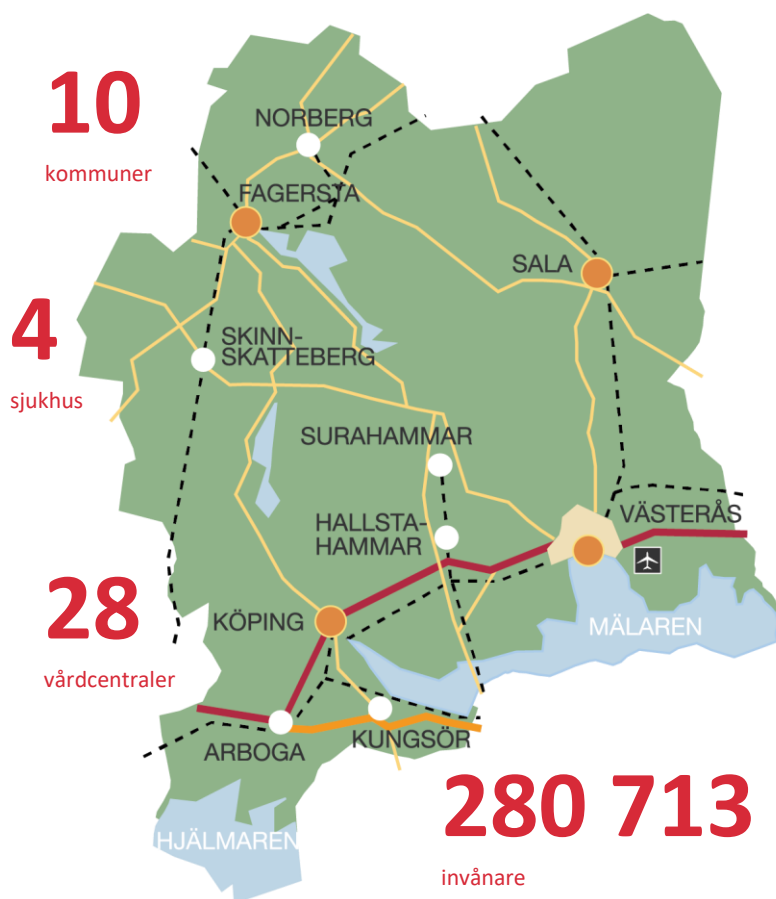 10
kommuner
NORBERG
FAGERSTA
SALA
4
sjukhus
SKINN-
SKATTEBERG
SURAHAMMAR
HALLSTA-
HAMMAR
VÄSTERÅS
28
vårdcentraler
KÖPING
MÄLAREN
ARBOGA
KUNGSÖR
HJÄLMAREN
280 713
invånare